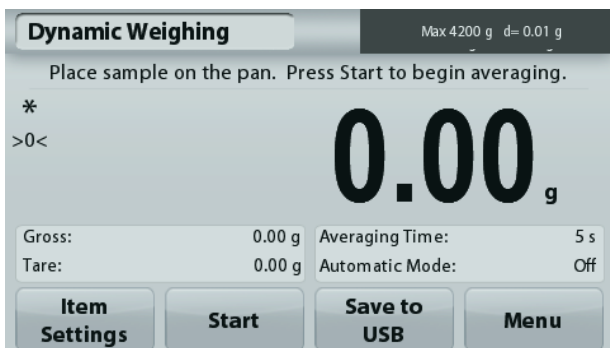 Dynamic Weighing
Max 4200 g d= 0.01 g
Place sample on the pan. Press Start to begin averaging.
*
>0<
0.00 g
Gross: 0.00 g
Tare: 0.00 g
Averaging Time: 5 s
Automatic Mode: Off
Item Settings
Start
Save to USB
Menu